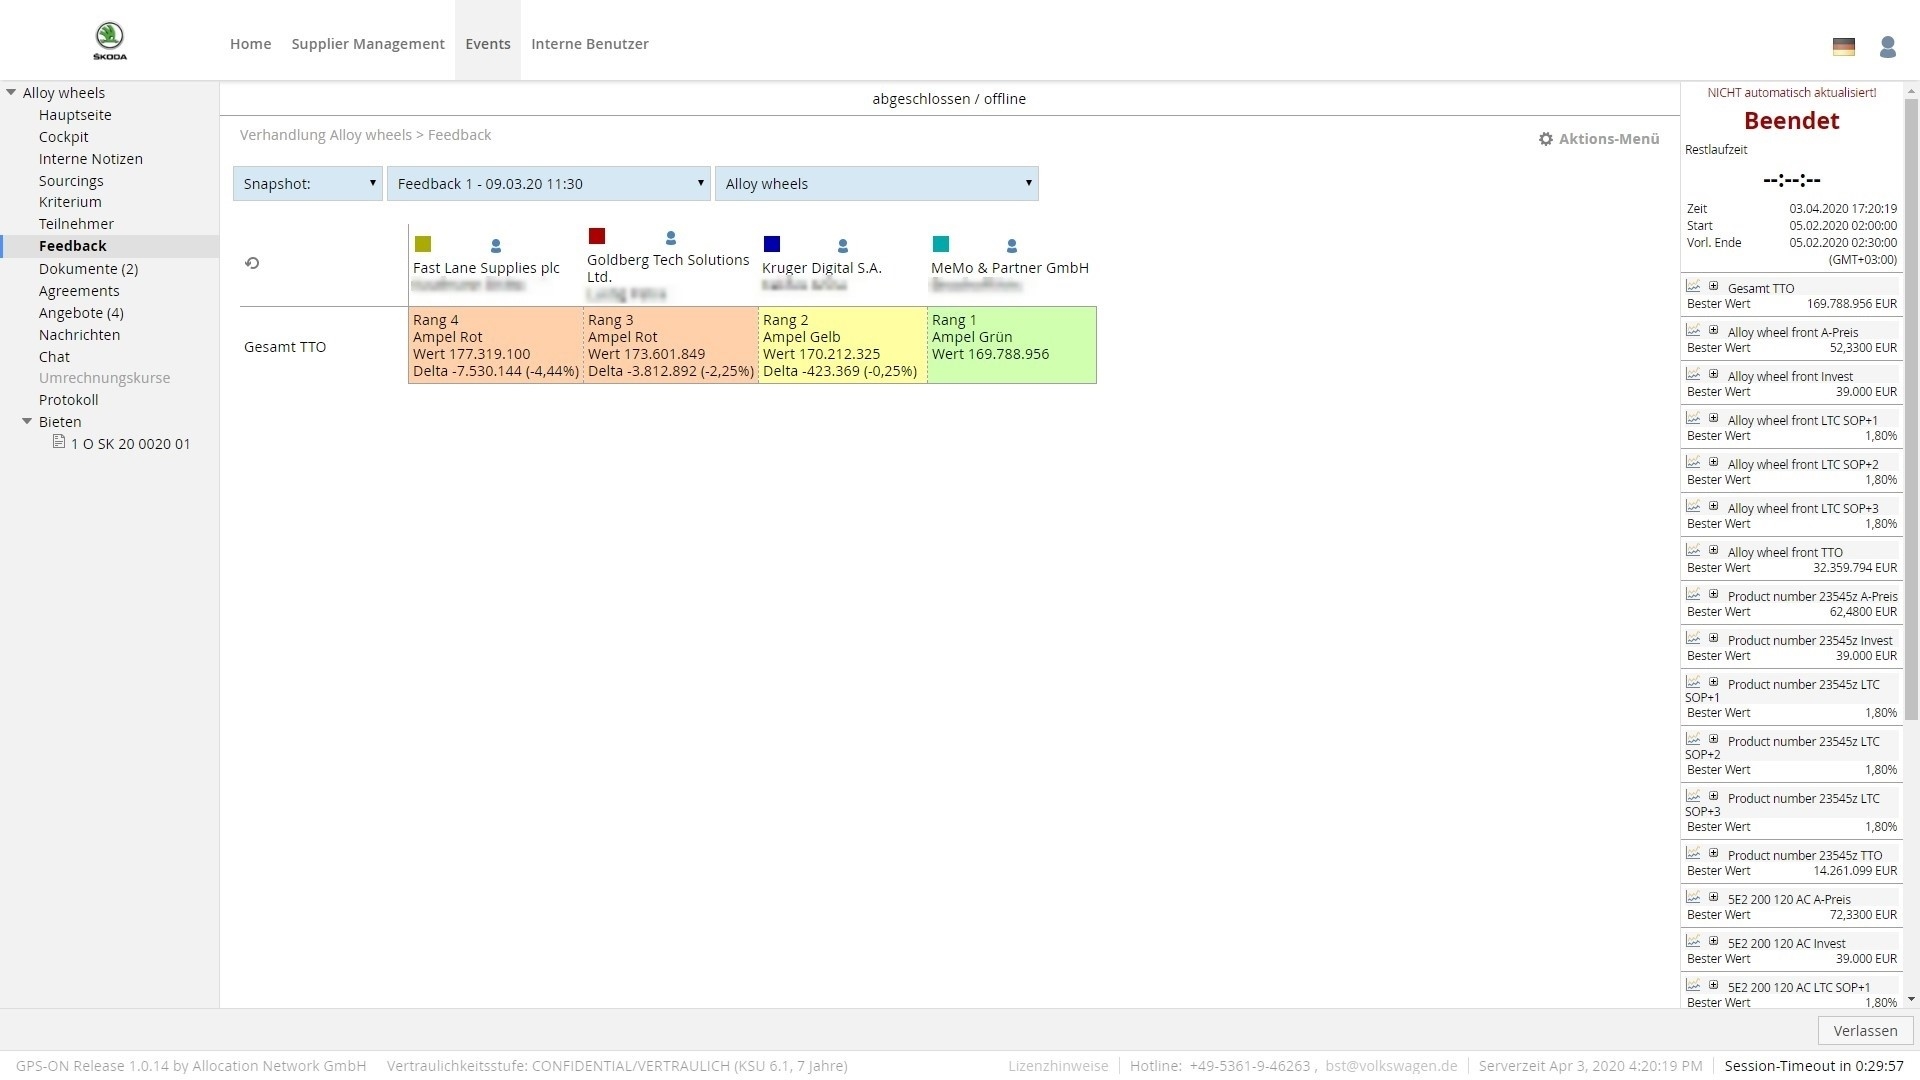 ŠKODA
Home
Supplier Management
Events
Interne Benutzer
Alloy wheels
Hauptseite
Cockpit
Interne Notizen
Sourcings
Kriterium
Teilnehmer
Feedback
Dokumente (2)
Agreements
Angebote (4)
Nachrichten
Chat
Umrechnungskurse
Protokoll
Bieten
1 O SK 20 0020 01
abgeschlossen / offline
Verhandlung Alloy wheels > Feedback
Aktions-Menü
Snapshot:
Feedback 1 - 09.03.20 11:30
Alloy wheels
Fast Lane Supplies plc
Goldberg Tech Solutions
Ltd.
Kruger Digital S.A.
MeMo & Partner GmbH
Gesamt TTO
Rang 4
Ampel Rot
Wert 177.319.100
Delta -7.530.144 (-4,44%)
Rang 3
Ampel Rot
Wert 173.601.849
Delta -3.812.892 (-2,25%)
Rang 2
Ampel Gelb
Wert 170.212.325
Delta -423.369 (-0,25%)
Rang 1
Ampel Grün
Wert 169.788.956
NICHT automatisch aktualisiert!
Beendet
Restlaufzeit
--:--:--
Zeit 03.04.2020 17:20:19
Start 05.02.2020 02:00:00
Vorl. Ende 05.02.2020 02:30:00
(GMT+03:00)
Gesamt TTO
Bester Wert 169.788.956 EUR
Alloy wheel front A-Preis
Bester Wert 52,3300 EUR
Alloy wheel front Invest
Bester Wert 39.000 EUR
Alloy wheel front LTC SOP+1
Bester Wert 1,80%
Alloy wheel front LTC SOP+2
Bester Wert 1,80%
Alloy wheel front LTC SOP+3
Bester Wert 1,80%
Alloy wheel front TTO
Bester Wert 32.359.794 EUR
Product number 23545z A-Preis
Bester Wert 62,4800 EUR
Product number 23545z Invest
Bester Wert 39.000 EUR
Product number 23545z LTC
SOP+1
Bester Wert 1,80%
Product number 23545z LTC
SOP+2
Bester Wert 1,80%
Product number 23545z LTC
SOP+3
Bester Wert 1,80%
Product number 23545z TTO
Bester Wert 14.261.099 EUR
5E2 200 120 AC A-Preis
Bester Wert 72,3300 EUR
5E2 200 120 AC Invest
Bester Wert 39.000 EUR
5E2 200 120 AC LTC SOP+1
Bester Wert 1,80%
Verlassen
GPS-ON Release 1.0.14 by Allocation Network GmbH Vertraulichkeitsstufe: CONFIDENTIAL/VERTRAULICH (KSU 6.1, 7 Jahre) Lizenzhinweise Hotline: +49-5361-9-46263 , bst@volkswagen.de Serverzeit Apr 3, 2020 4:20:19 PM Session-Timeout in 0:29:57